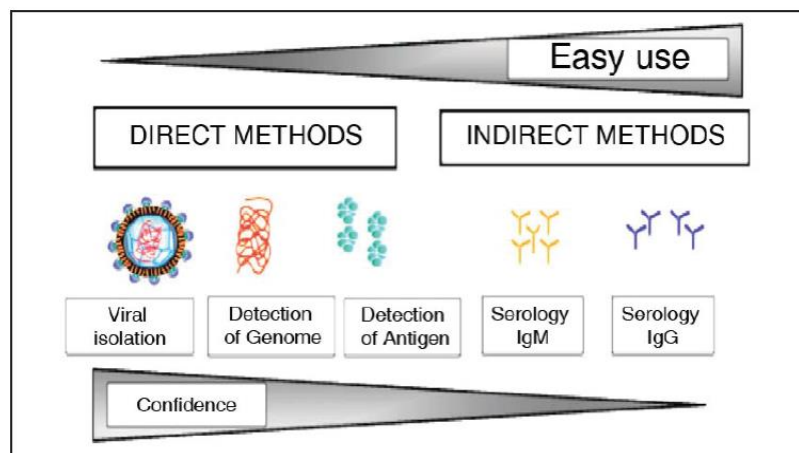 Easy use
DIRECT METHODS
INDIRECT METHODS
Viral
isolation
Detection
of Genome
Detection
of Antigen
Serology
IgM
Serology
IgG
Confidence